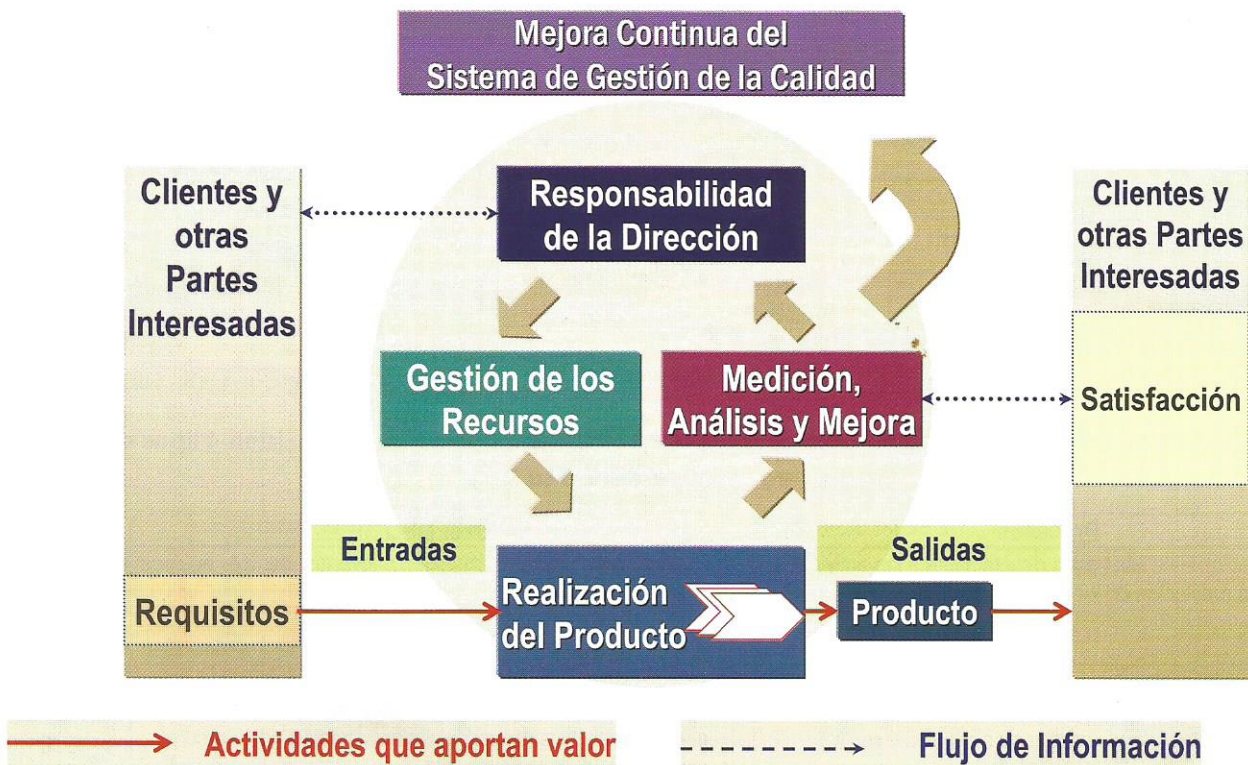 Mejora Continua del
Sistema de Gestión de la Calidad
Clientes y
otras
Partes
Interesadas
Responsabilidad
de la Dirección
Clientes y
otras Partes
Interesadas
Gestión de los
Recursos
Medición,
Análisis y Mejora
Satisfacción
Entradas
Salidas
Requisitos
Realización
del Producto
Producto
Actividades que aportan valor
Flujo de Información